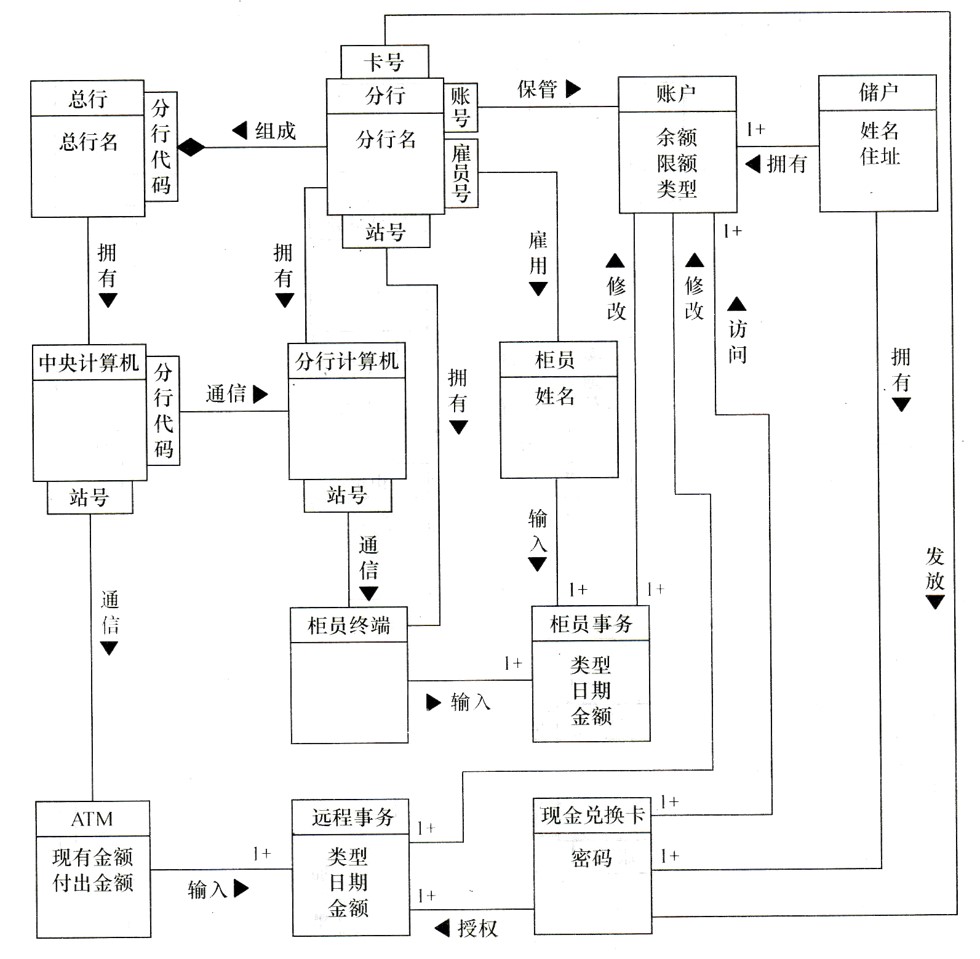 卡号
总行
总行名
分行代码
组成
分行
分行名
账号
雇员号
站号
保管
账户
余额
限额
类型
1+
拥有
储户
姓名
住址
拥有
拥有
拥有
雇用
修改
修改
1+
访问
拥有
发放
中央计算机
分行代码
站号
通信
分行计算机
站号
柜员
姓名
通信
通信
输入
1+
1+
柜员终端
1+
输入
柜员事务
类型
日期
金额
ATM
现有金额
付出金额
1+
输入
远程事务
类型
日期
金额
1+
1+
授权
现金兑换卡
密码
1+
1+